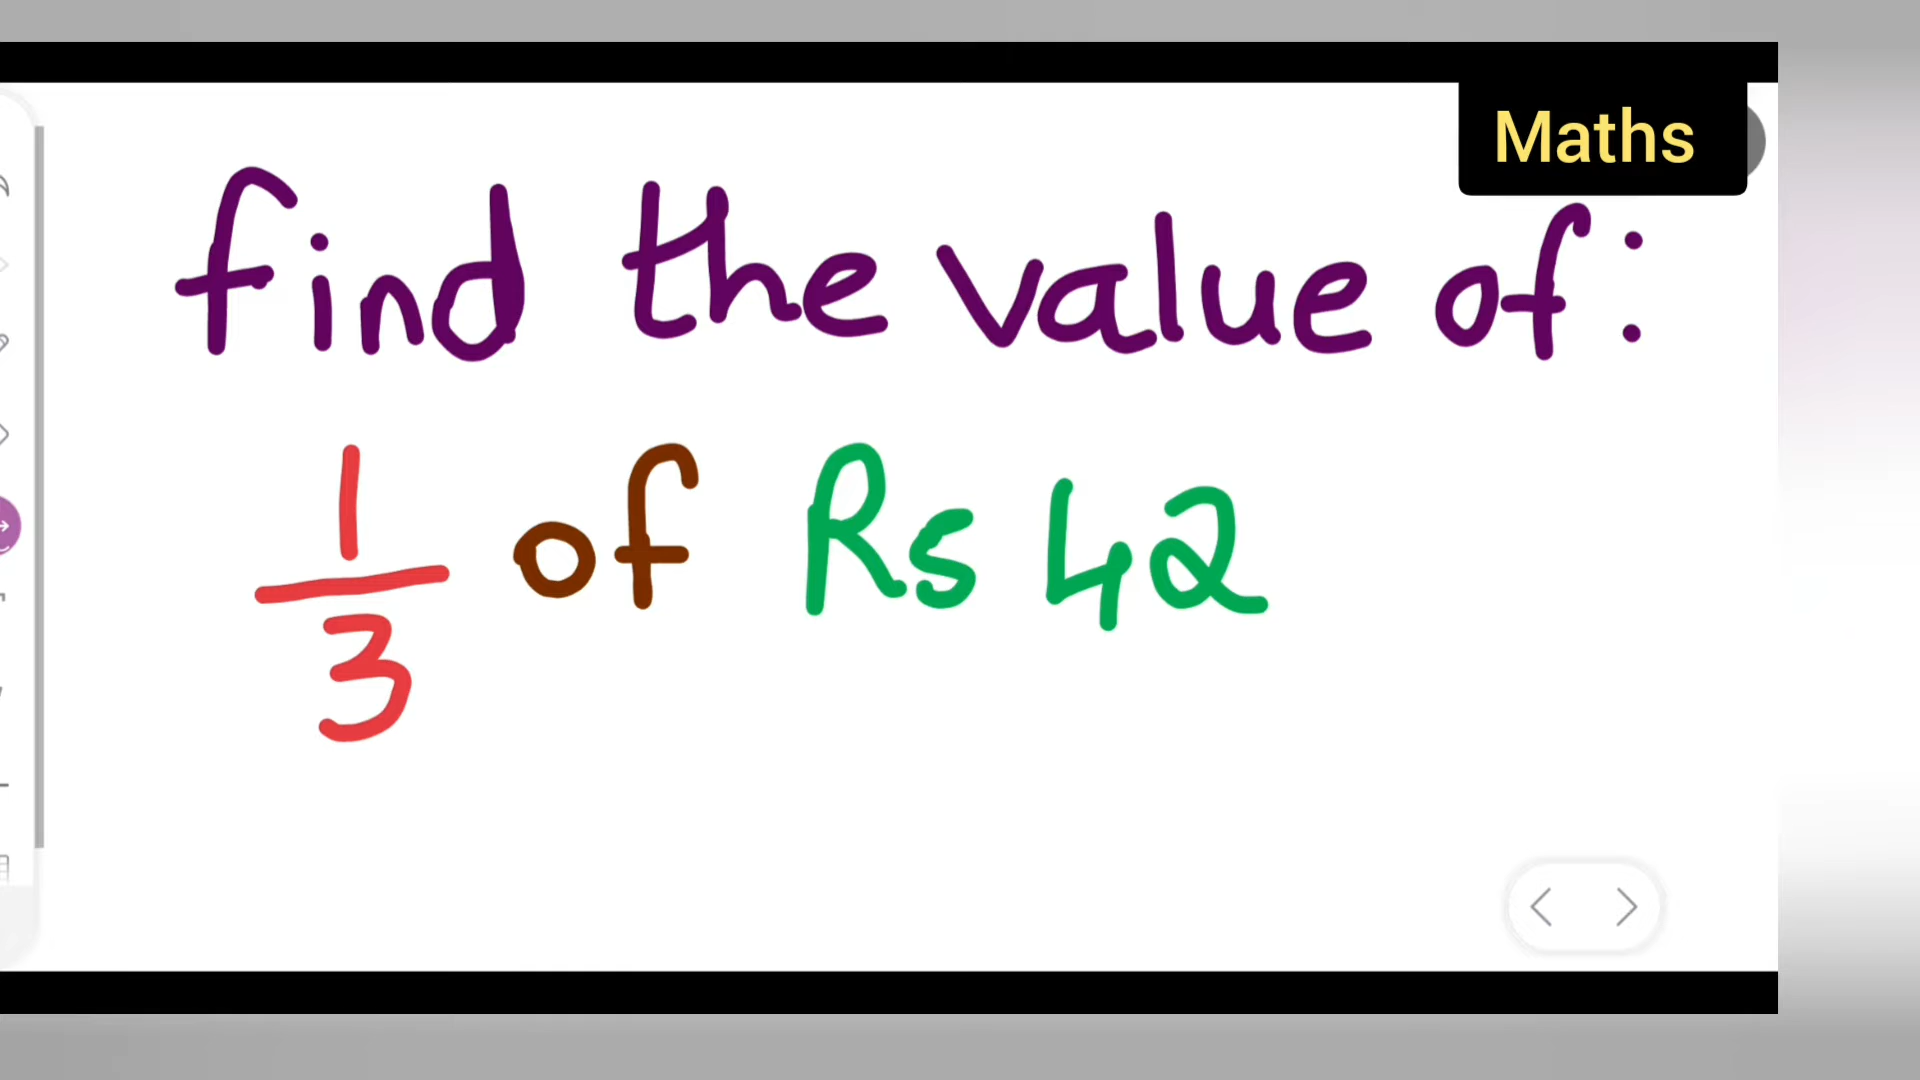 Maths
find the value of:
1/3 of Rs 42